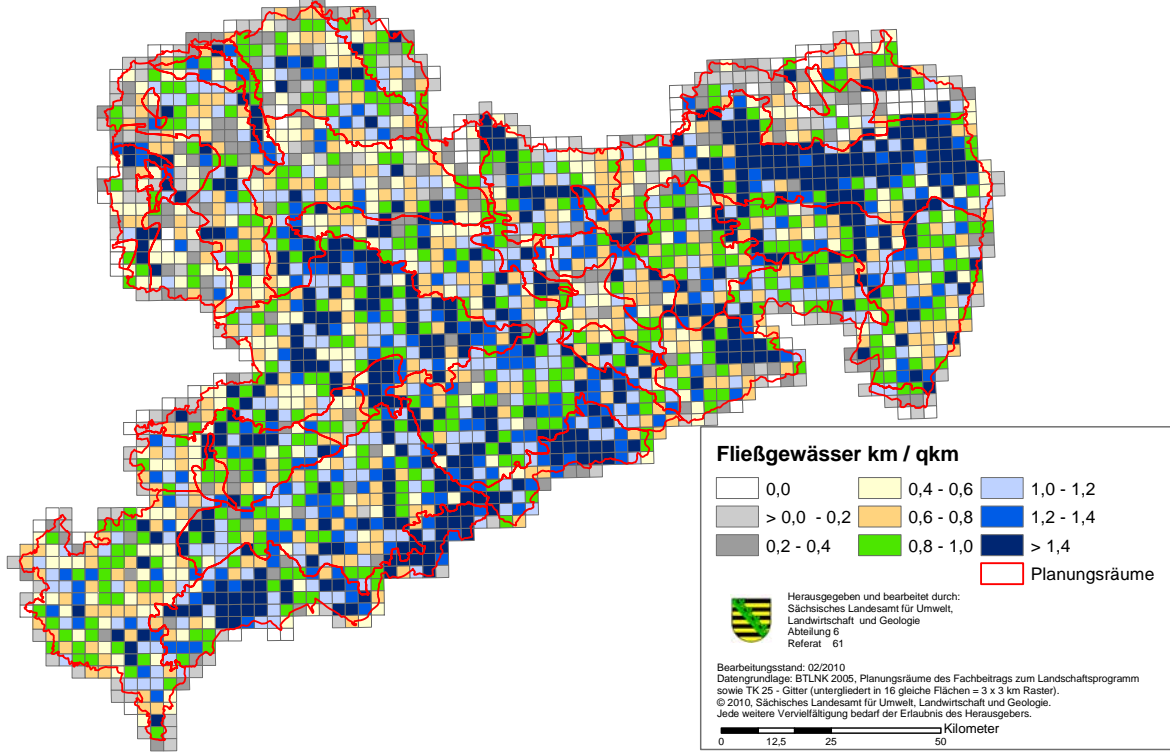 Fließgewässer km / qkm
0,0
0,4 - 0,6
1,0 - 1,2
> 0,0 - 0,2
0,6 - 0,8
1,2 - 1,4
0,2 - 0,4
0,8 - 1,0
> 1,4
Planungsräume
Herausgegeben und bearbeitet durch:
Sächsisches Landesamt für Umwelt,
Landwirtschaft und Geologie
Abteilung 6
Referat 61
Bearbeitungsstand: 02/2010
Datengrundlage: BTLNK 2005, Planungsräume des Fachbeitrags zum Landschaftsprogramm
sowie TK 25 - Gitter (untergliedert in 16 gleiche Flächen = 3 x 3 km Raster).
© 2010, Sächsisches Landesamt für Umwelt, Landwirtschaft und Geologie.
Jede weitere Vervielfältigung bedarf der Erlaubnis des Herausgebers.
Kilometer
0 12,5 25 50